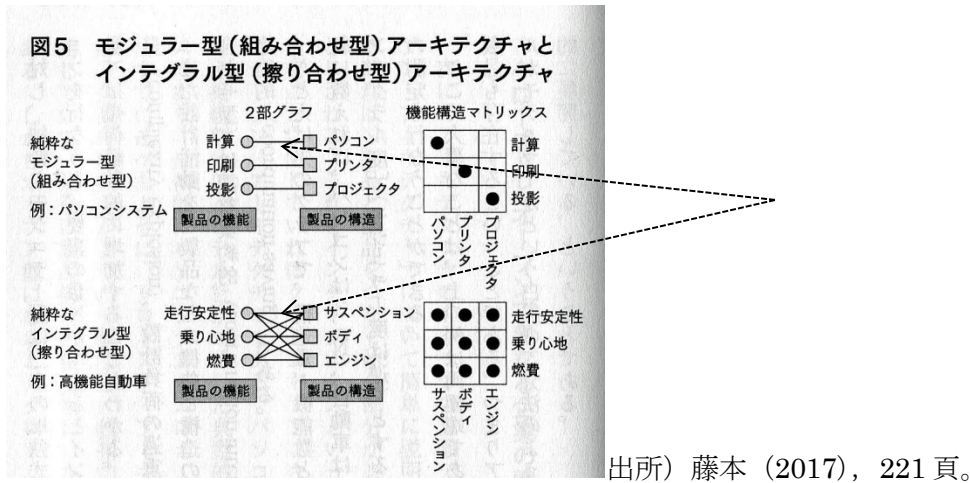 図5 モジュラー型（組み合わせ型）アーキテクチャと
インテグラル型（擦り合わせ型）アーキテクチャ
2部グラフ
機能構造マトリックス
純粋な
モジュラー型
（組み合わせ型）
例：パソコンシステム
計算
印刷
投影
パソコン
プリンタ
プロジェクタ
製品の機能
製品の構造
計算
印刷
投影
パソコン
プリンタ
プロジェクタ
純粋な
インテグラル型
（擦り合わせ型）
例：高機能自動車
走行安定性
乗り心地
燃費
サスペンション
ボディ
エンジン
製品の機能
製品の構造
走行安定性
乗り心地
燃費
サスペンション
ボディ
エンジン
出所）藤本（2017），221 頁。